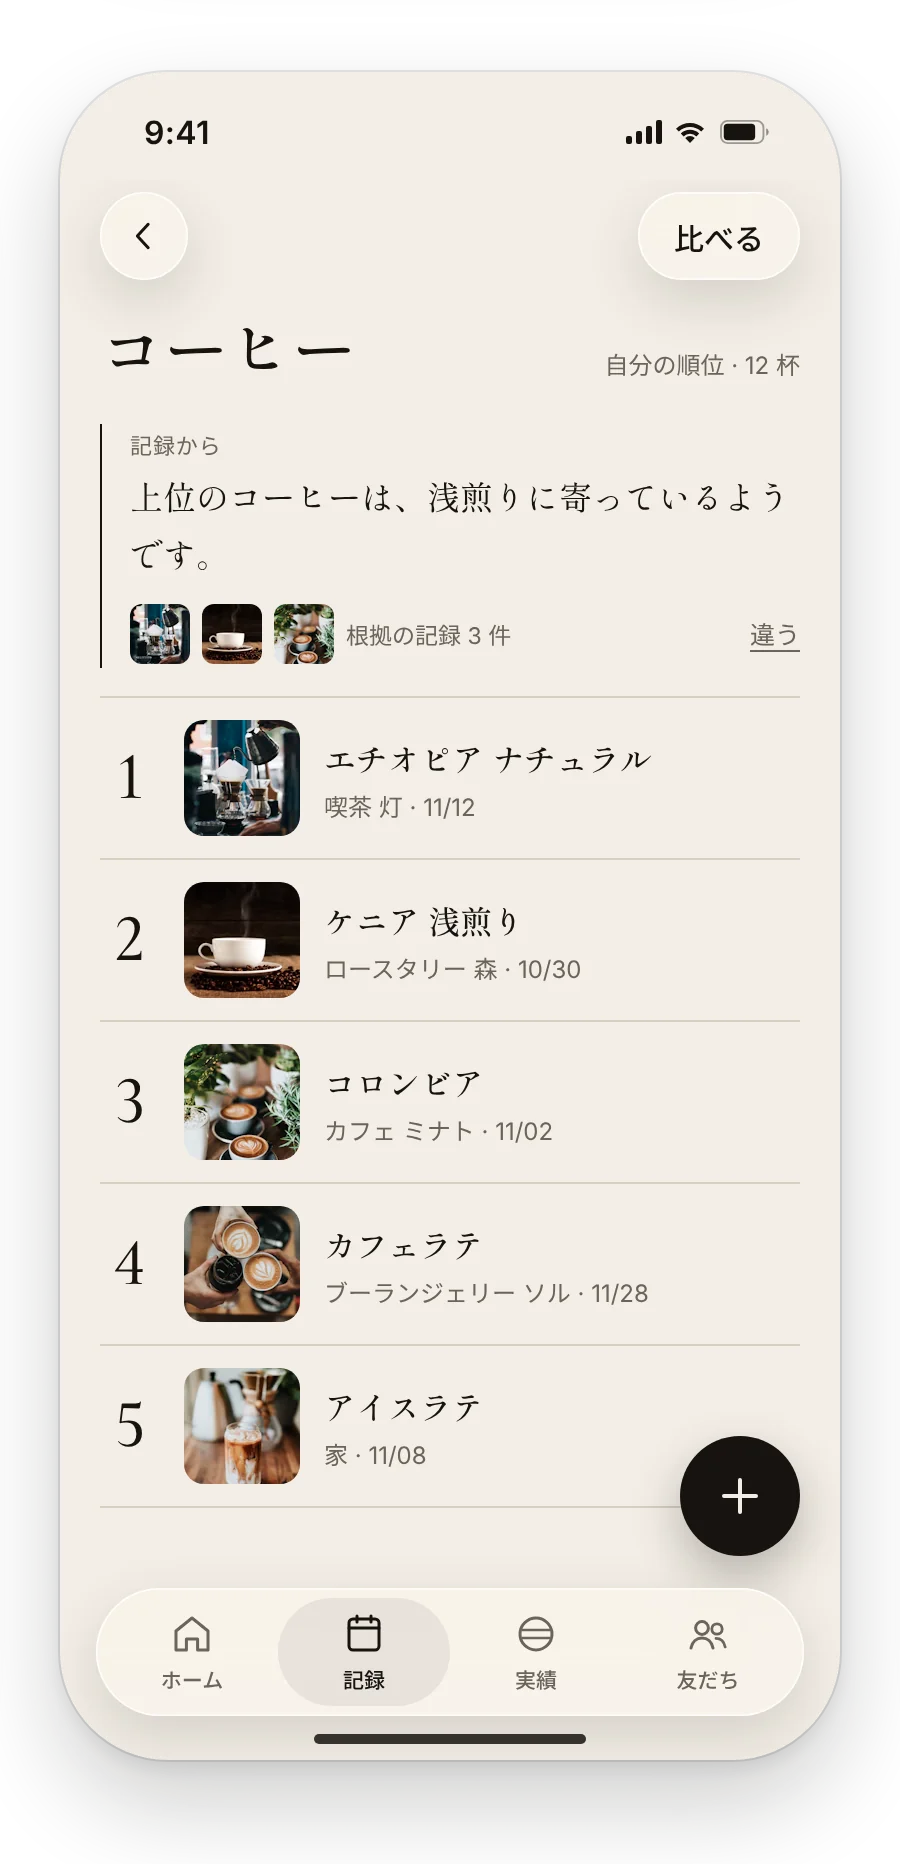 9:41
比べる
コーヒー
自分の順位 · 12 杯
記録から
上位のコーヒーは、浅煎りに寄っているよう
です。
根拠の記録 3 件
違う
1
エチオピア ナチュラル
喫茶 灯 · 11/12
2
ケニア 浅煎り
ロースタリー 森 · 10/30
3
コロンビア
カフェ ミナト · 11/02
4
カフェラテ
ブーランジェリー ソル · 11/28
5
アイスラテ
家 · 11/08
ホーム
記録
実績
友だち